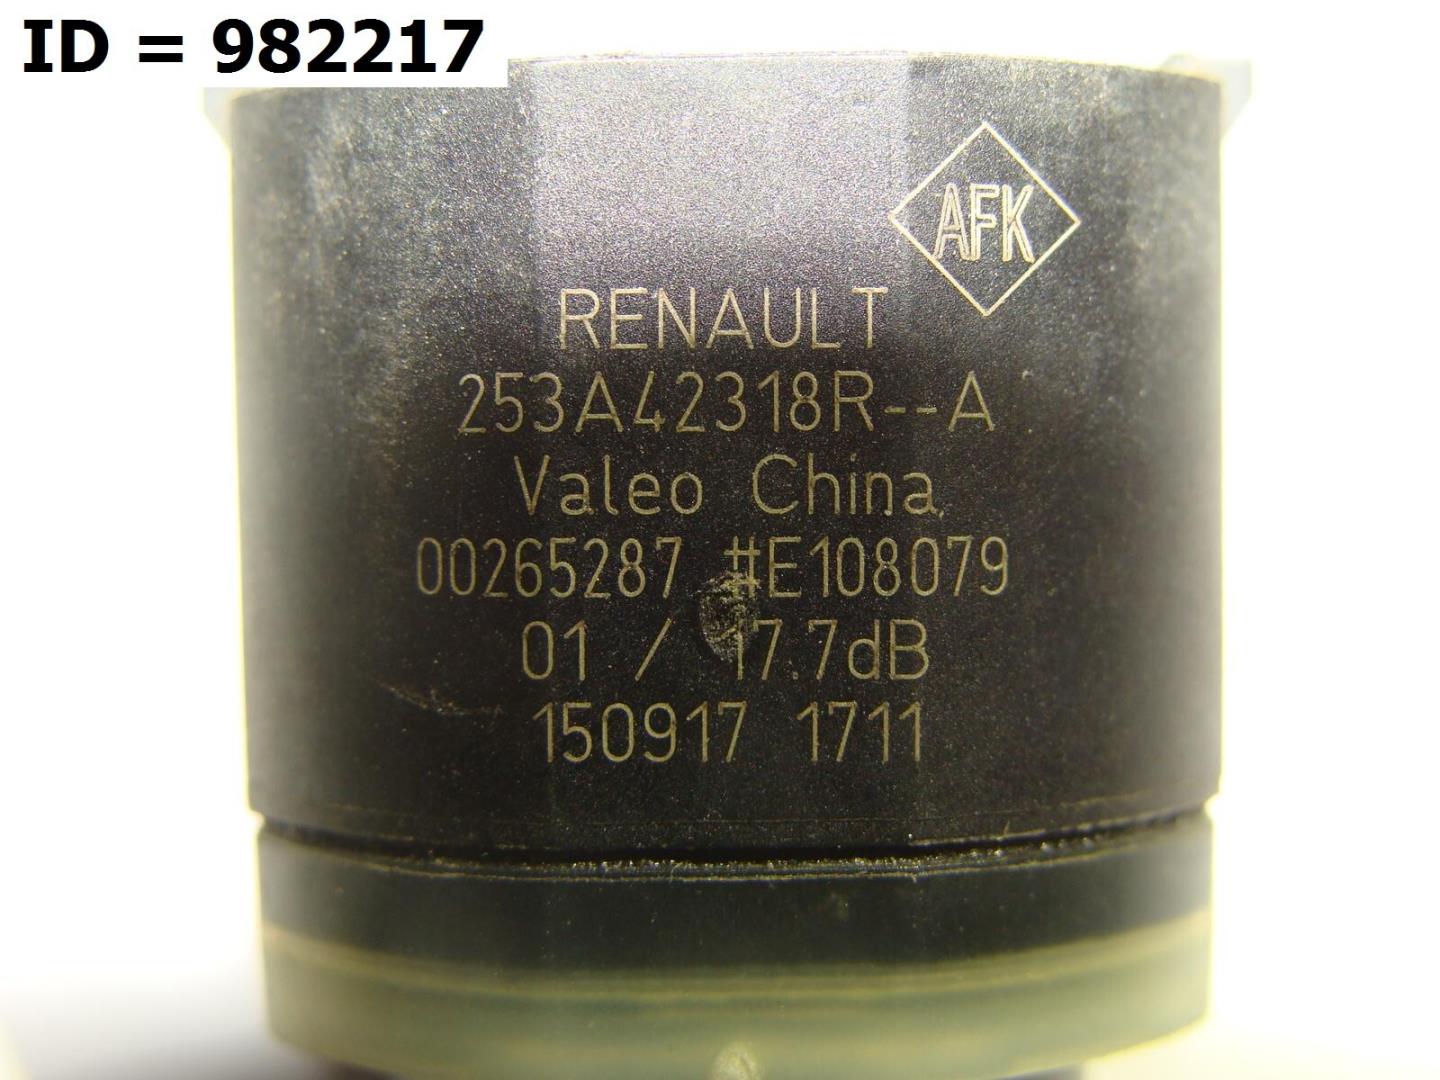 ID = 982217
AFK
RENAULT
253A42318R--A
Valeo China
00265287 #E108079
01 / 17.7dB
150917 1711